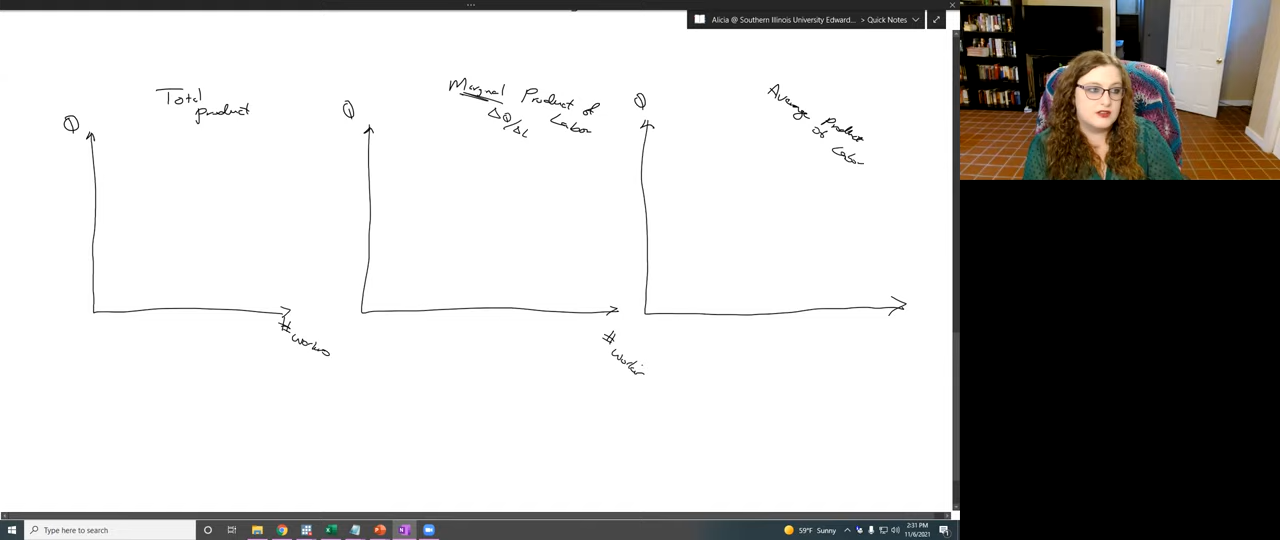 Alicia @ Southern Illinois University Edward... > Quick Notes
Total
product
Q
# workers
Marginal Product of
Labor
ΔQ/ΔL
Q
# worker
Average Product
of Labor
Q
Type here to search
59°F Sunny
2:31 PM
11/6/2021